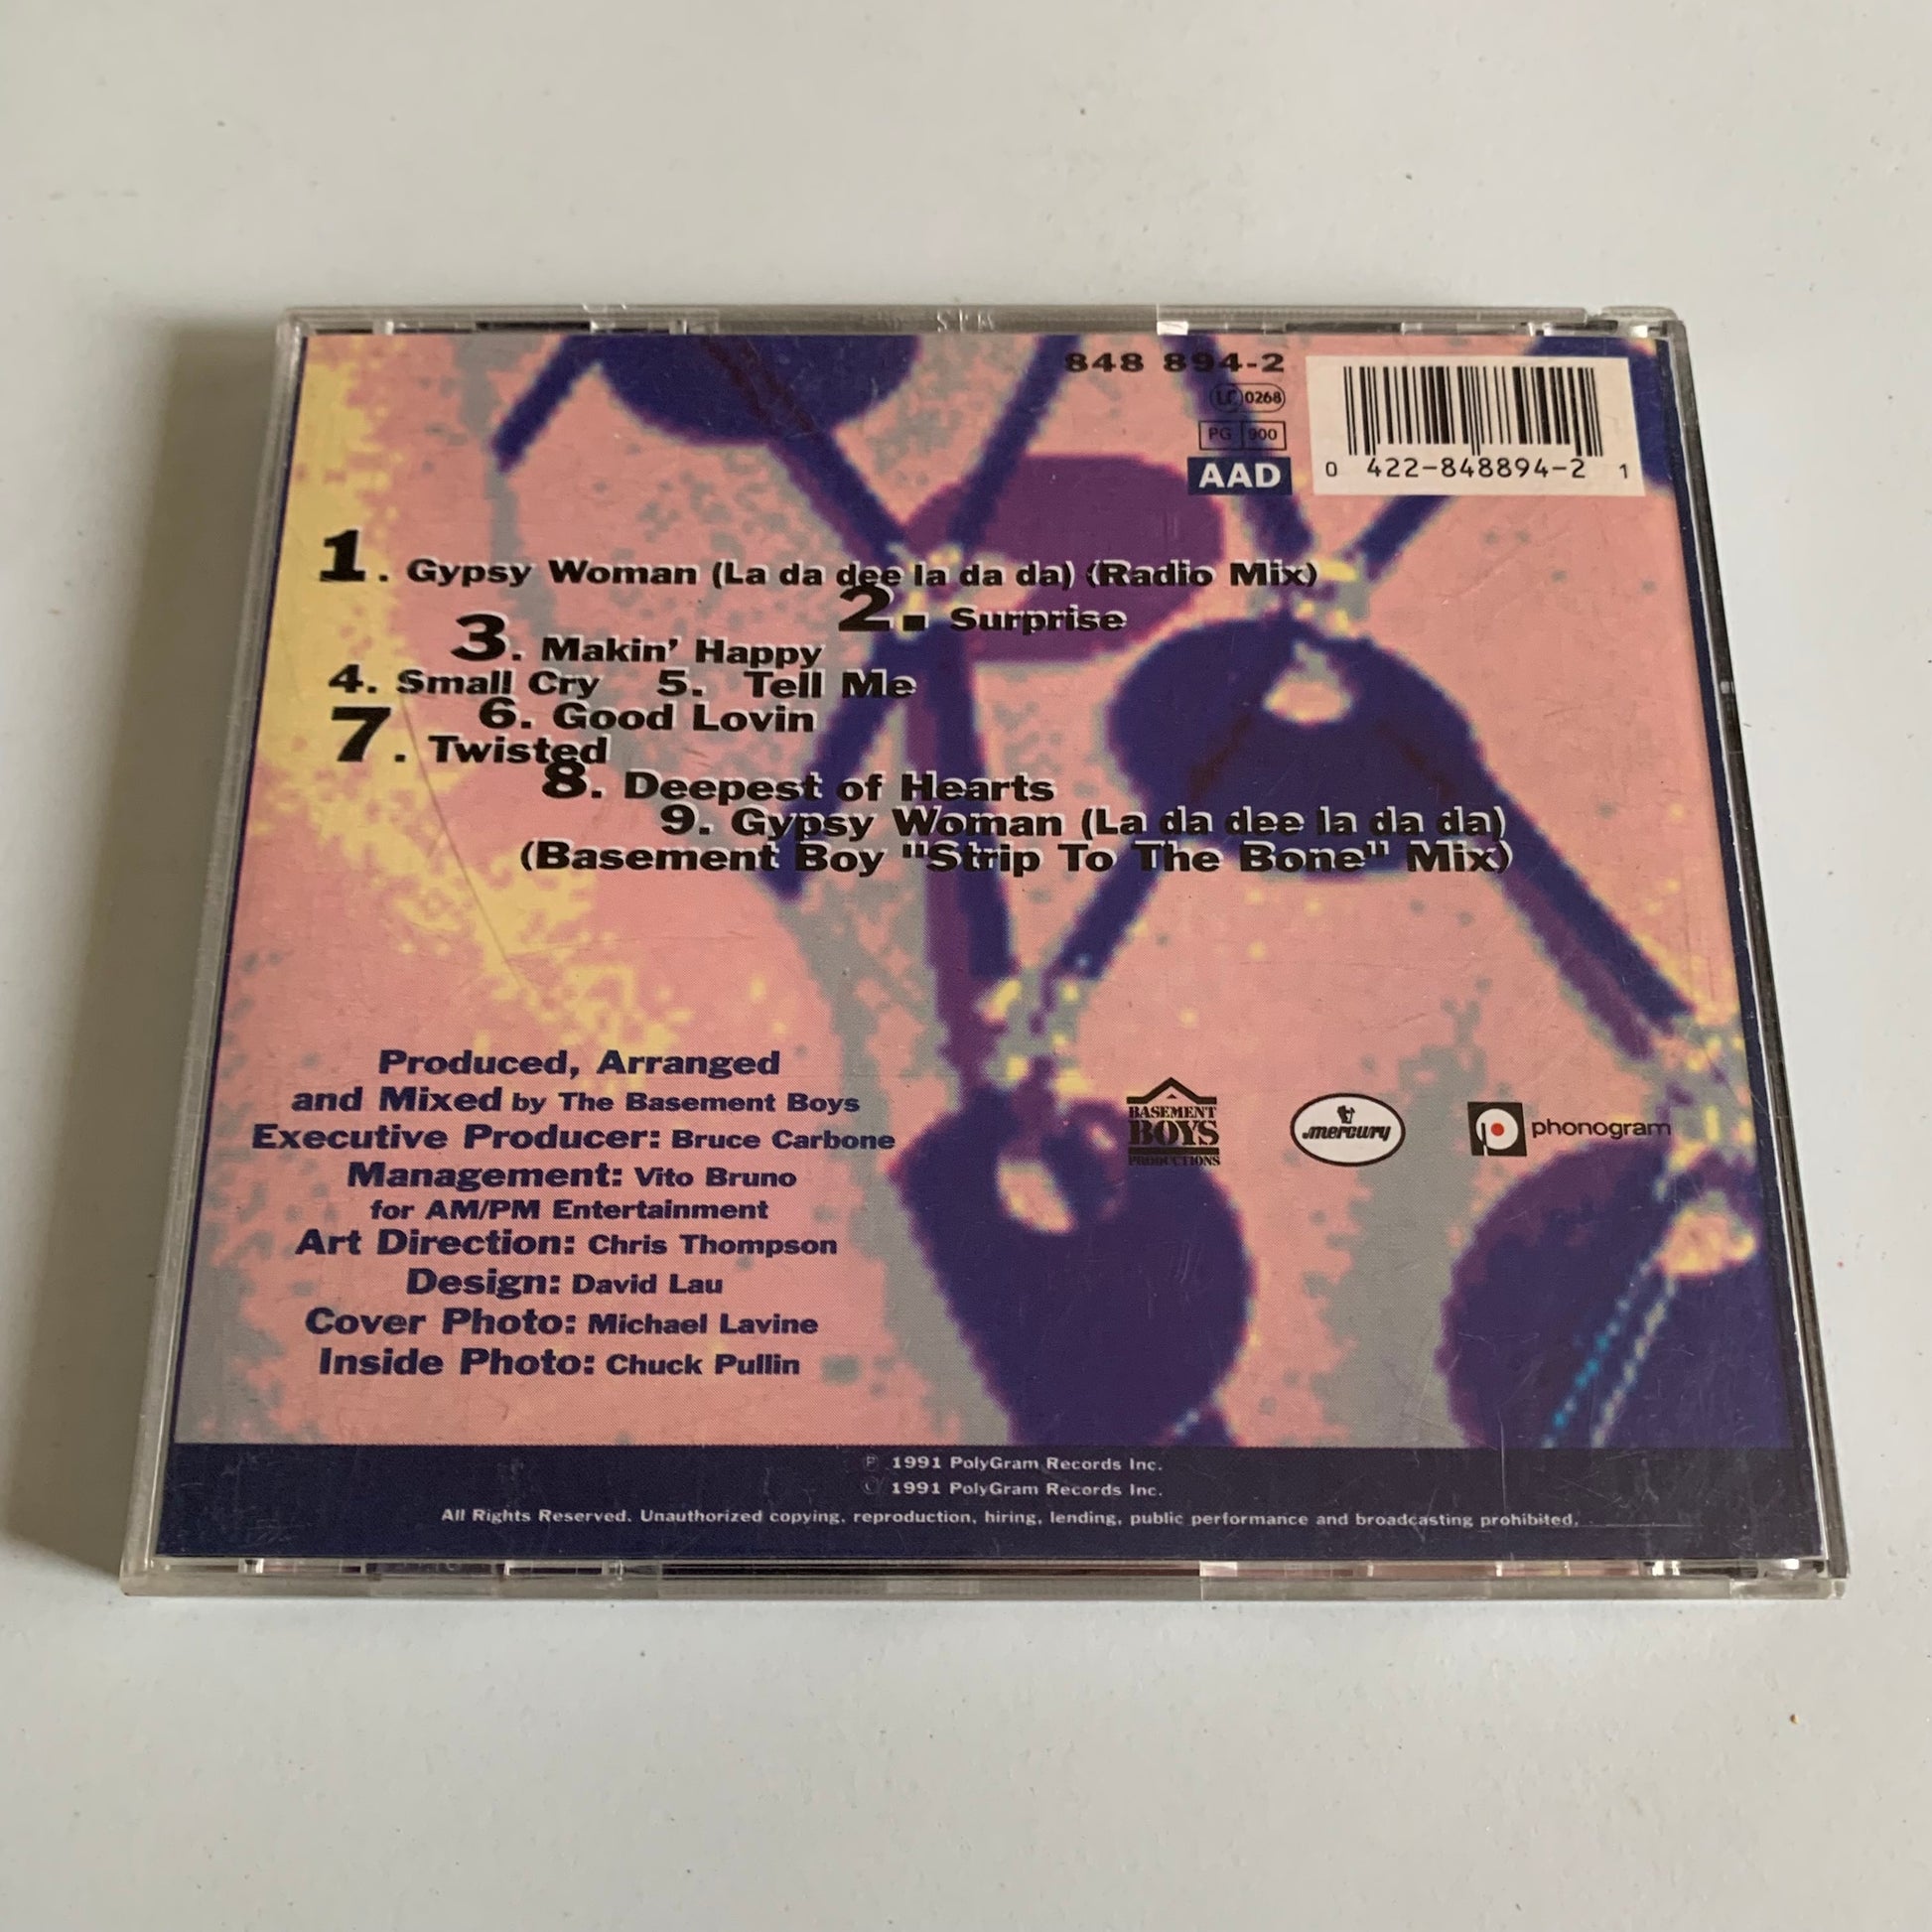 848 894-2
LC 0268
PG 900
AAD
0 422-848894-2 1
1. Gypsy Woman (La da dee la da da) (Radio Mix)
2. Surprise
3. Makin' Happy
4. Small Cry 5. Tell Me
6. Good Lovin
7. Twisted
8. Deepest of Hearts
9. Gypsy Woman (La da dee la da da)
(Basement Boy "Strip To The Bone" Mix)
Produced, Arranged
and Mixed by The Basement Boys
Executive Producer: Bruce Carbone
Management: Vito Bruno
for AM/PM Entertainment
Art Direction: Chris Thompson
Design: David Lau
Cover Photo: Michael Lavine
Inside Photo: Chuck Pullin
BASEMENT
BOYS
PRODUCTIONS
mercury
phonogram
℗ 1991 PolyGram Records Inc.
© 1991 PolyGram Records Inc.
All Rights Reserved. Unauthorized copying, reproduction, hiring, lending, public performance and broadcasting prohibited.